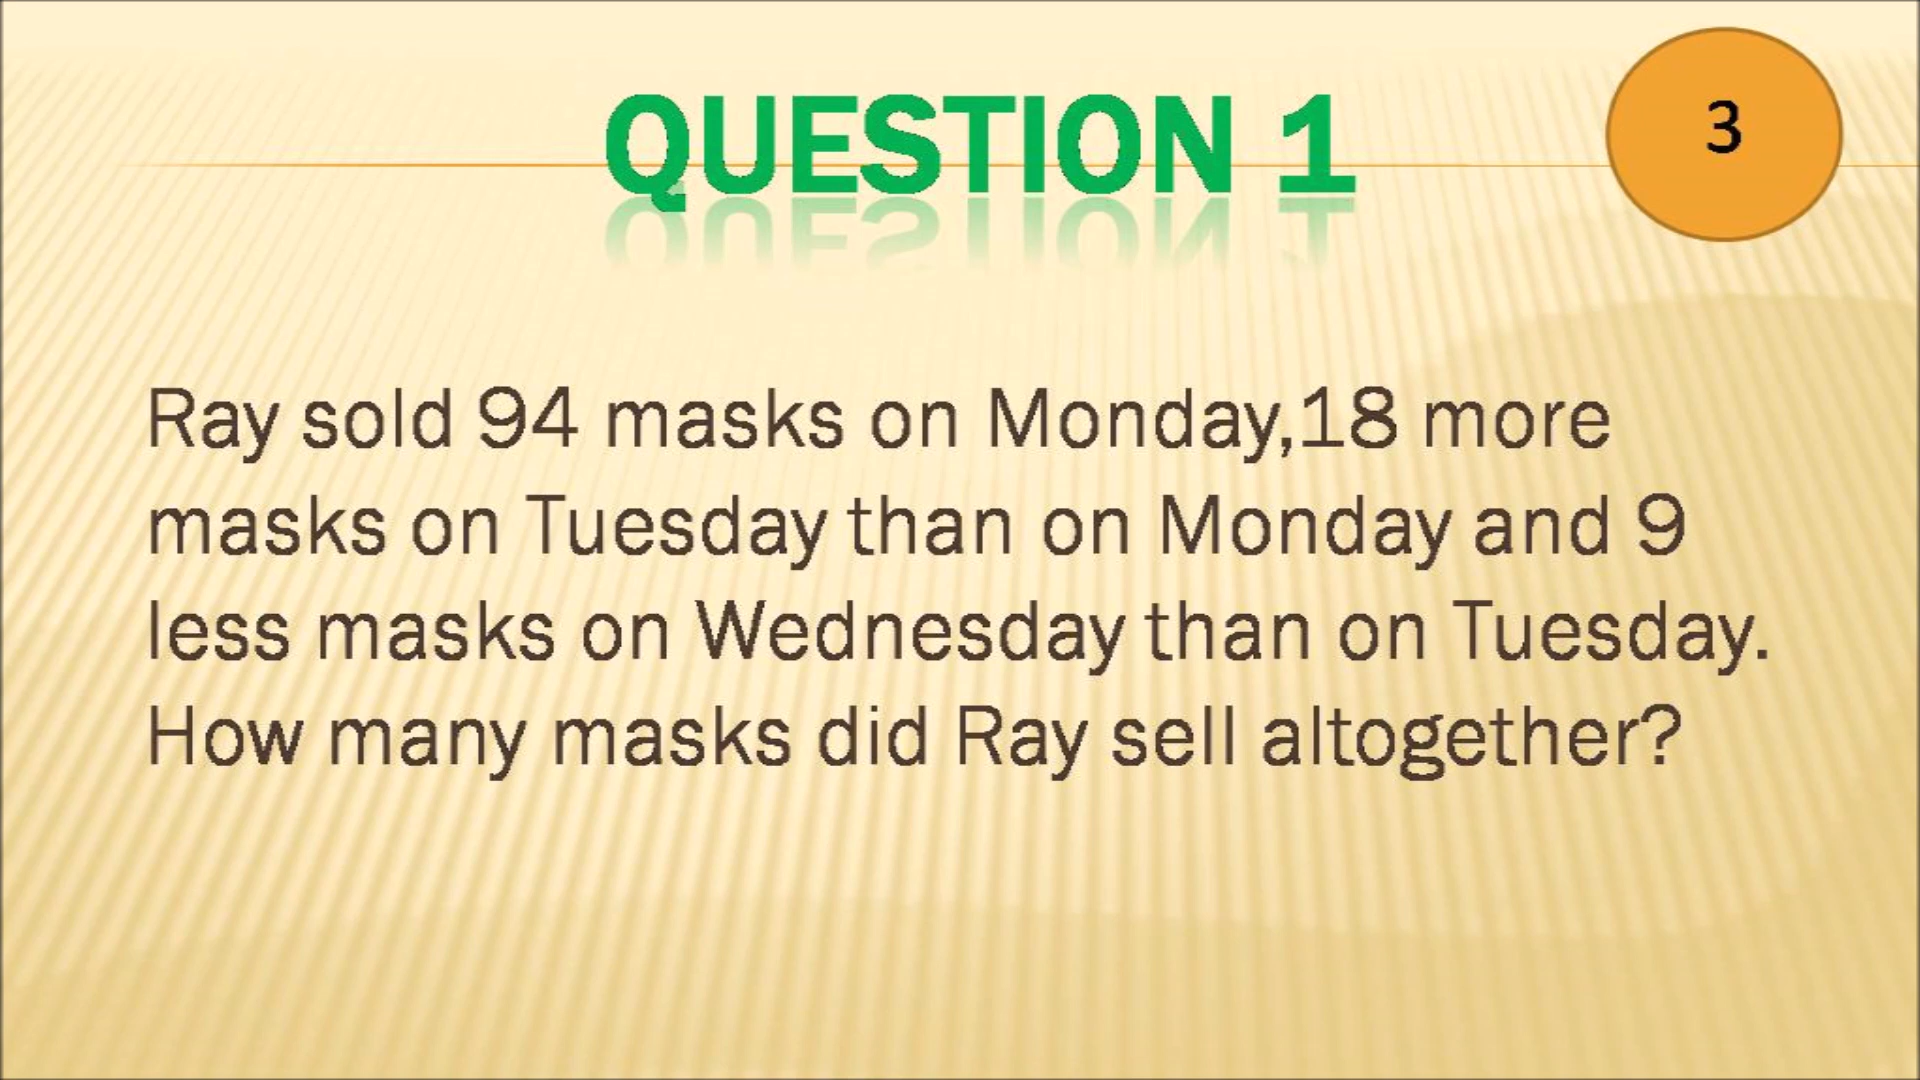 QUESTION 1
3
Ray sold 94 masks on Monday,18 more
masks on Tuesday than on Monday and 9
less masks on Wednesday than on Tuesday.
How many masks did Ray sell altogether?